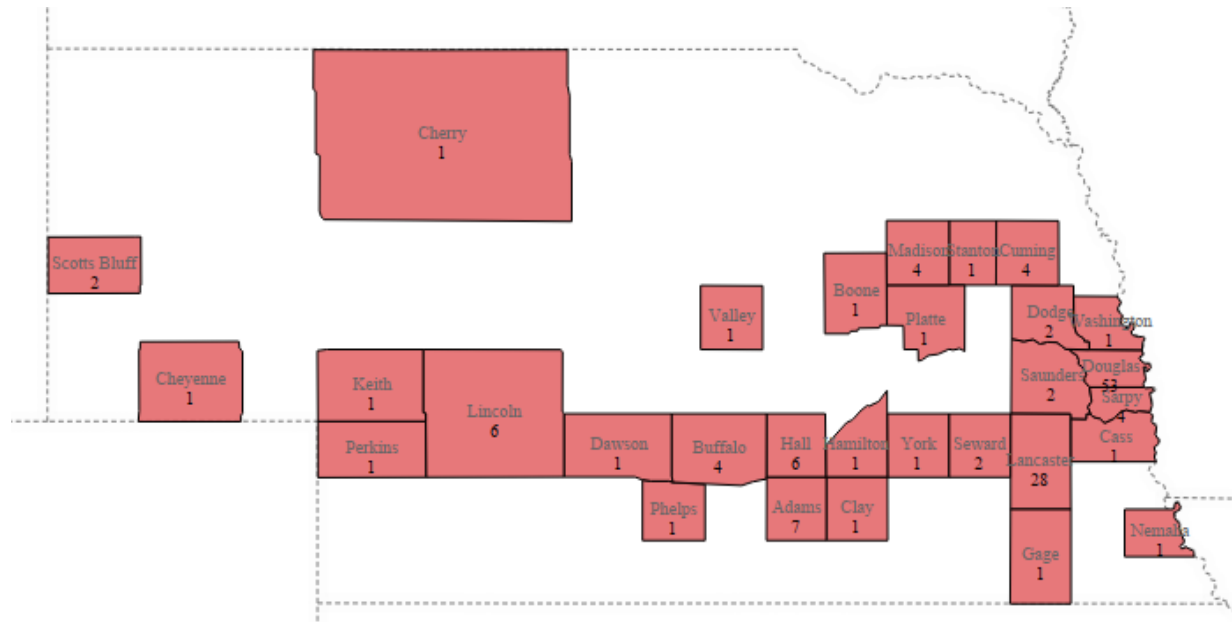 Cherry
1
Scotts Bluff
2
Madison
4
Stanton
1
Cuming
4
Boone
1
Platte
1
Valley
1
Dodge
2
Washington
1
Cheyenne
1
Keith
1
Lincoln
6
Saunders
2
Douglas
53
Sarpy
4
Perkins
1
Dawson
1
Buffalo
4
Hall
6
Hamilton
1
York
1
Seward
2
Lancaster
28
Cass
1
Phelps
1
Adams
7
Clay
1
Gage
1
Nemaha
1